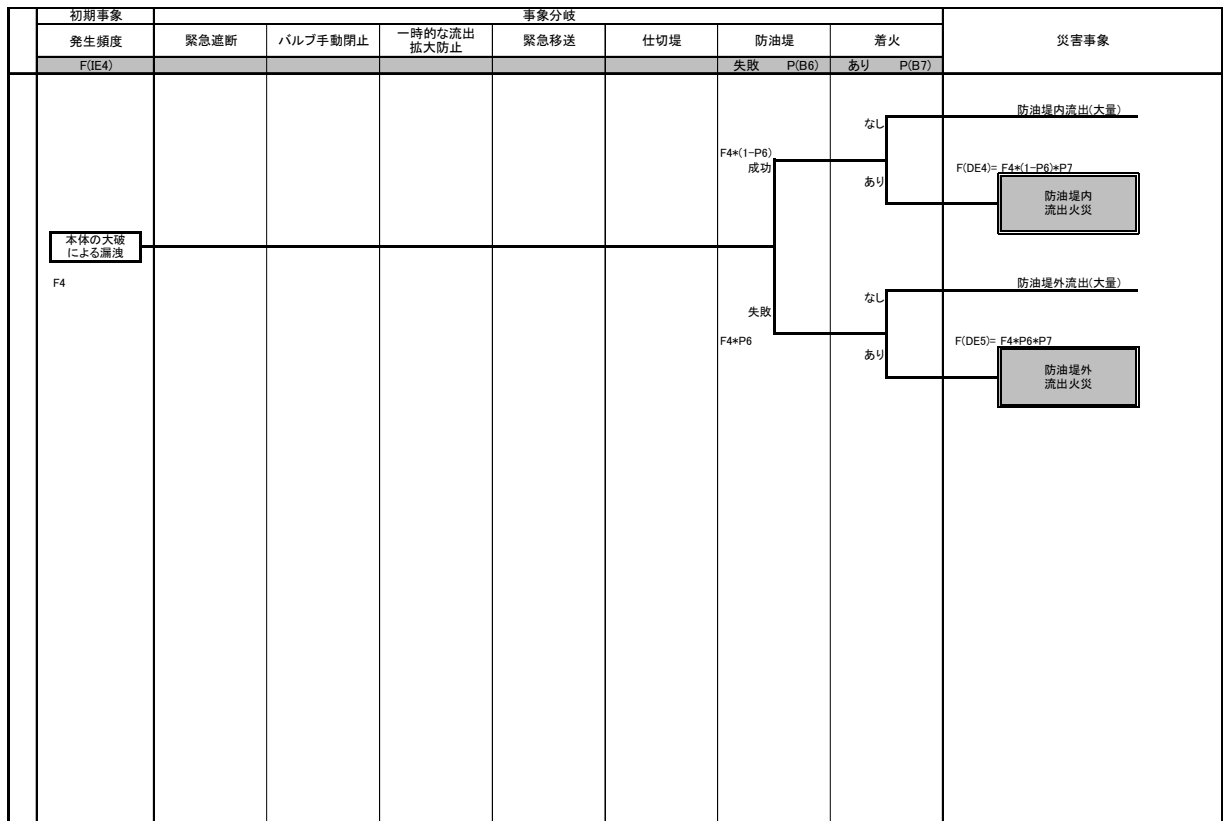 初期事象
事象分岐
発生頻度
緊急遮断
バルブ手動閉止
一時的な流出
拡大防止
緊急移送
仕切堤
防油堤
着火
災害事象
F(IE4)
失敗 P(B6)
あり P(B7)
防油堤内流出(大量)
なし
F4*(1-P6)
成功
F(DE4)= F4*(1-P6)*P7
あり
防油堤内
流出火災
本体の大破
による漏洩
F4
防油堤外流出(大量)
なし
失敗
F4*P6
F(DE5)= F4*P6*P7
あり
防油堤外
流出火災